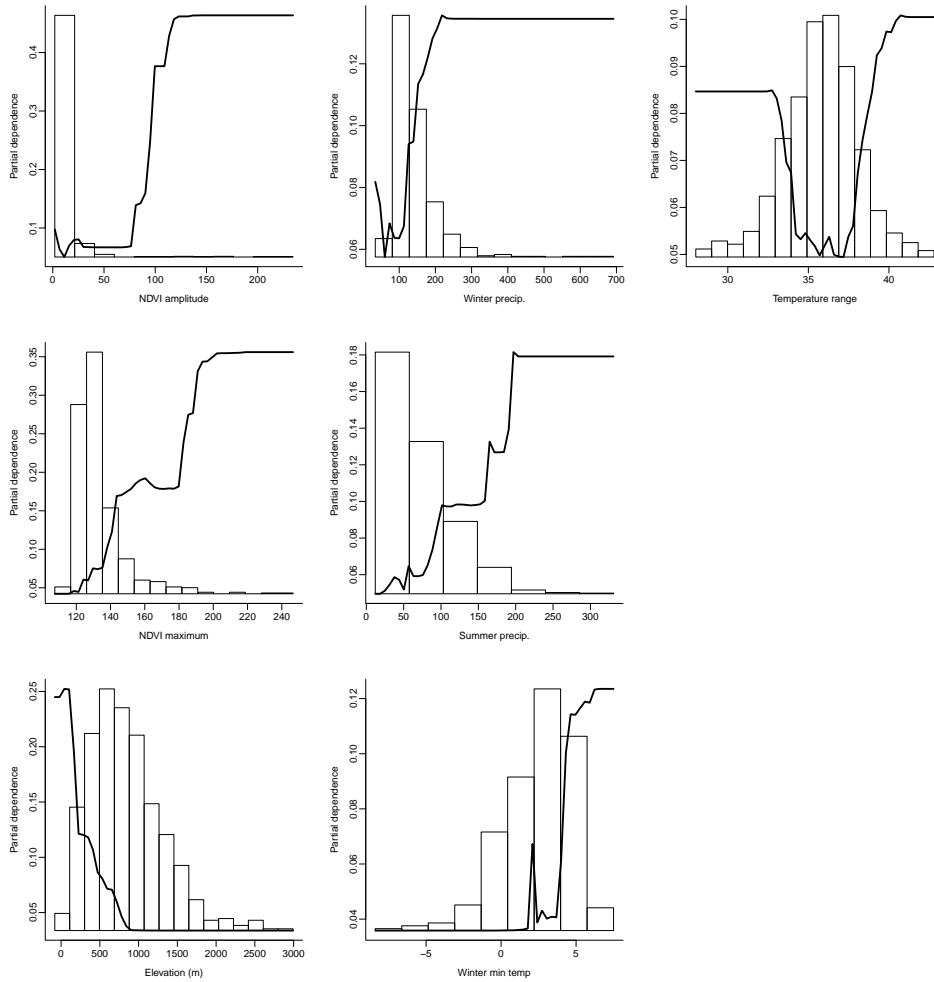 Partial dependence
0.1 0.2 0.3 0.4
0 50 100 150 200
NDVI amplitude
Partial dependence
0.06 0.08 0.10 0.12
100 200 300 400 500 600 700
Winter precip.
Partial dependence
0.05 0.06 0.07 0.08 0.09 0.10
30 35 40
Temperature range
Partial dependence
0.05 0.10 0.15 0.20 0.25 0.30 0.35
120 140 160 180 200 220 240
NDVI maximum
Partial dependence
0.06 0.08 0.10 0.12 0.14 0.16 0.18
0 50 100 150 200 250 300
Summer precip.
Partial dependence
0.05 0.10 0.15 0.20 0.25
0 500 1000 1500 2000 2500 3000
Elevation (m)
Partial dependence
0.04 0.06 0.08 0.10 0.12
−5 0 5
Winter min temp